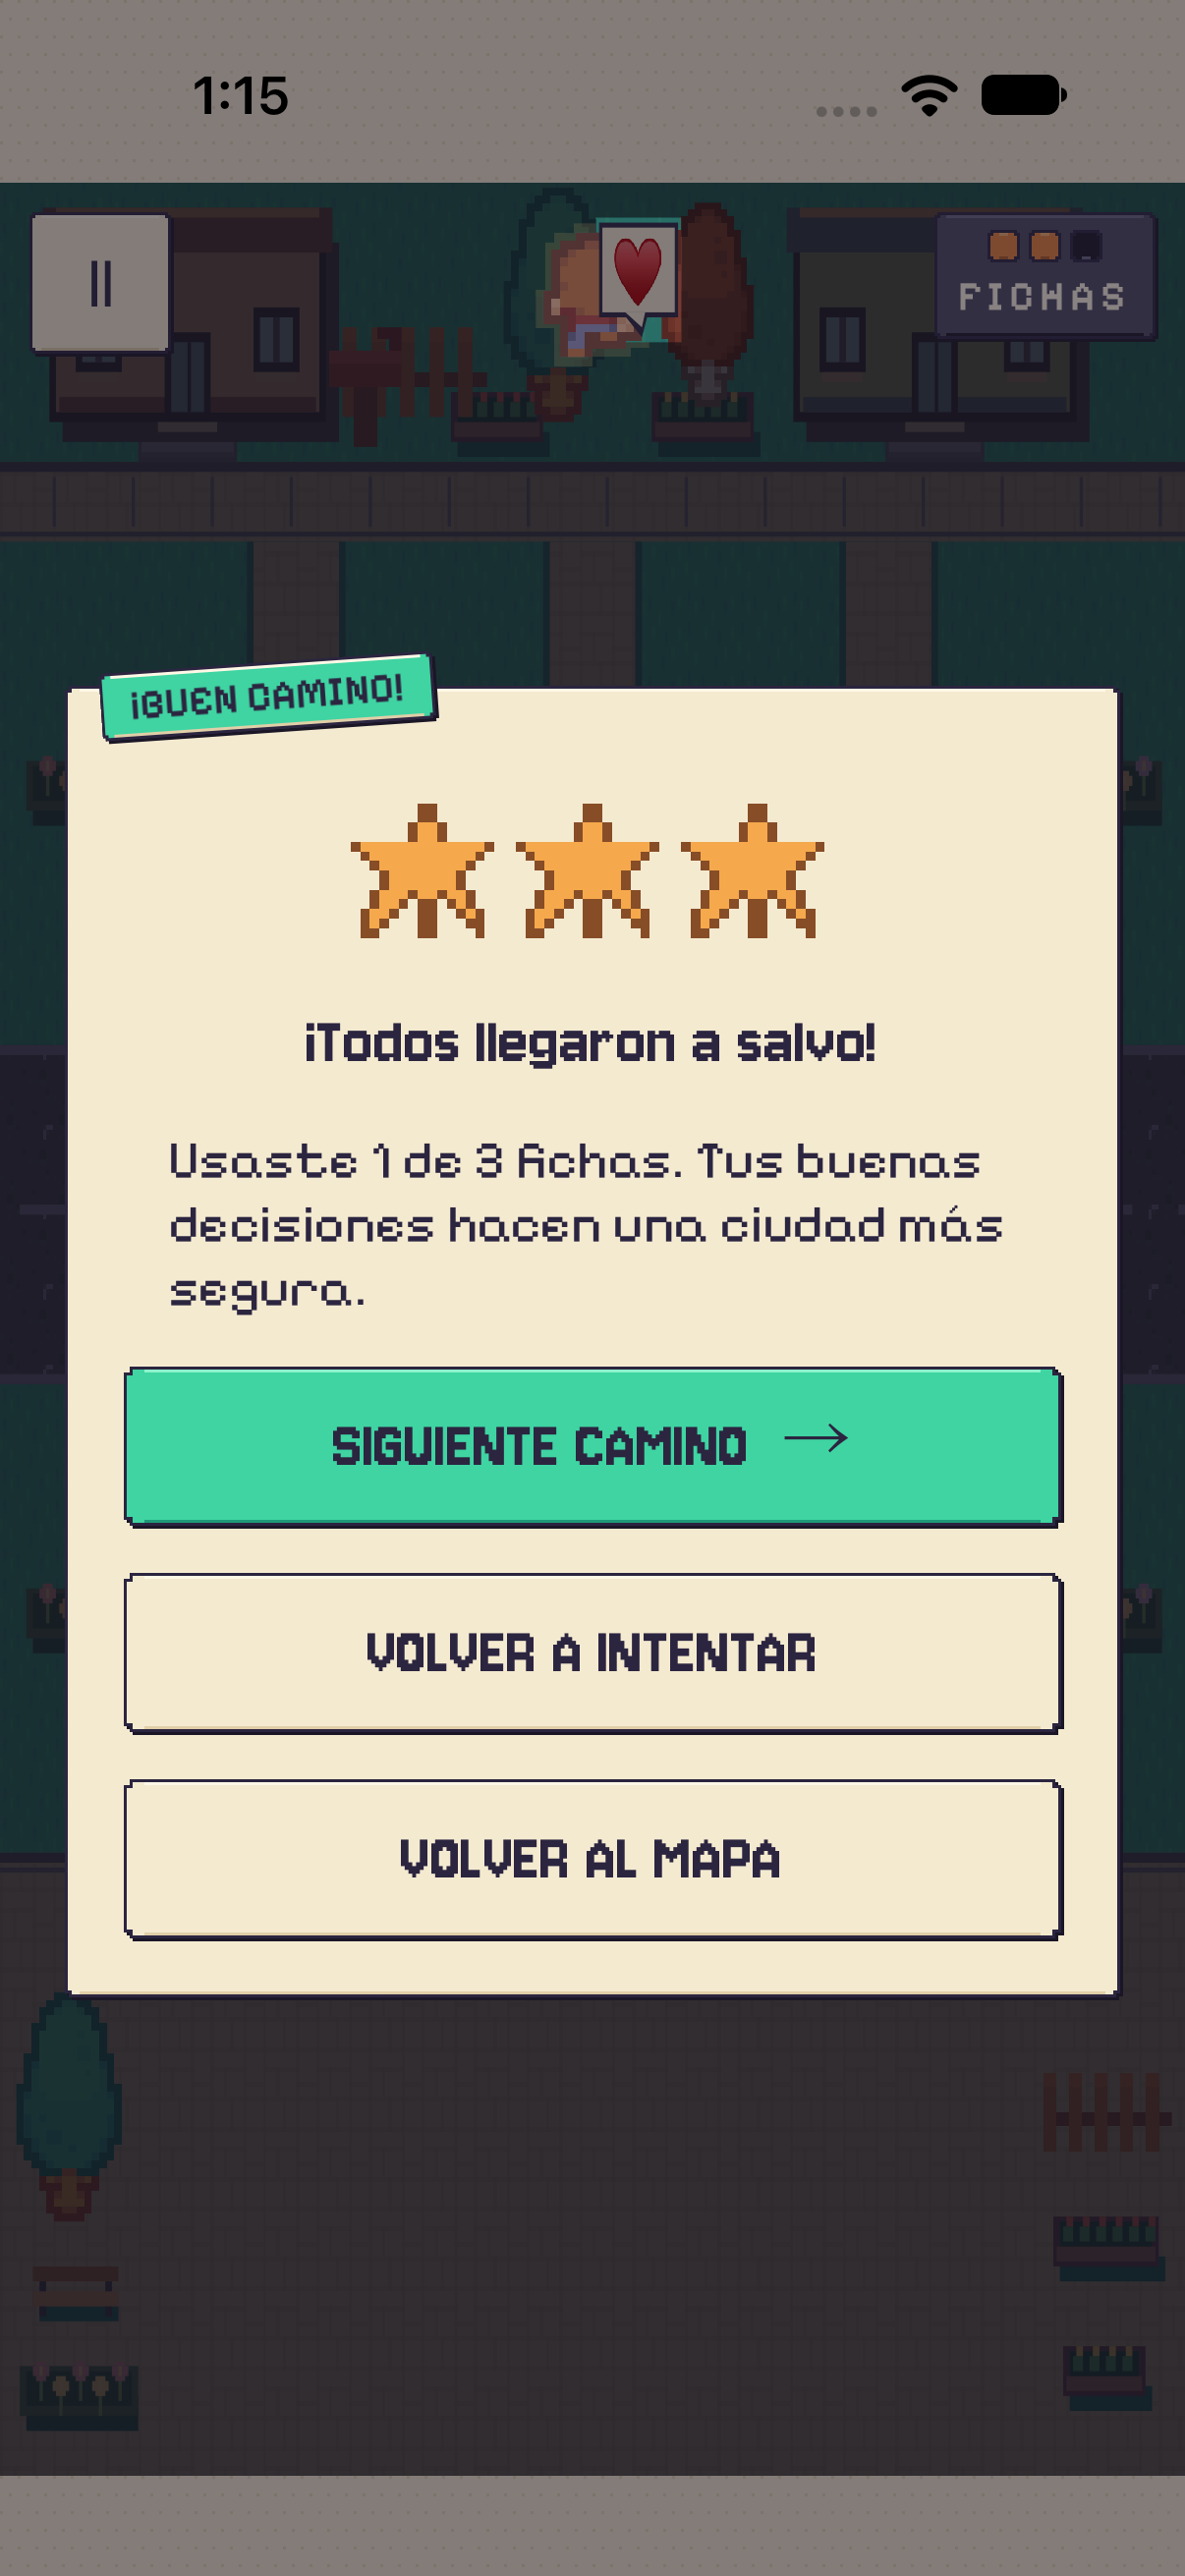 1:15
FICHAS
¡BUEN CAMINO!
¡Todos llegaron a salvo!
Usaste 1 de 3 fichas. Tus buenas
decisiones hacen una ciudad más
segura.
SIGUIENTE CAMINO →
VOLVER A INTENTAR
VOLVER AL MAPA